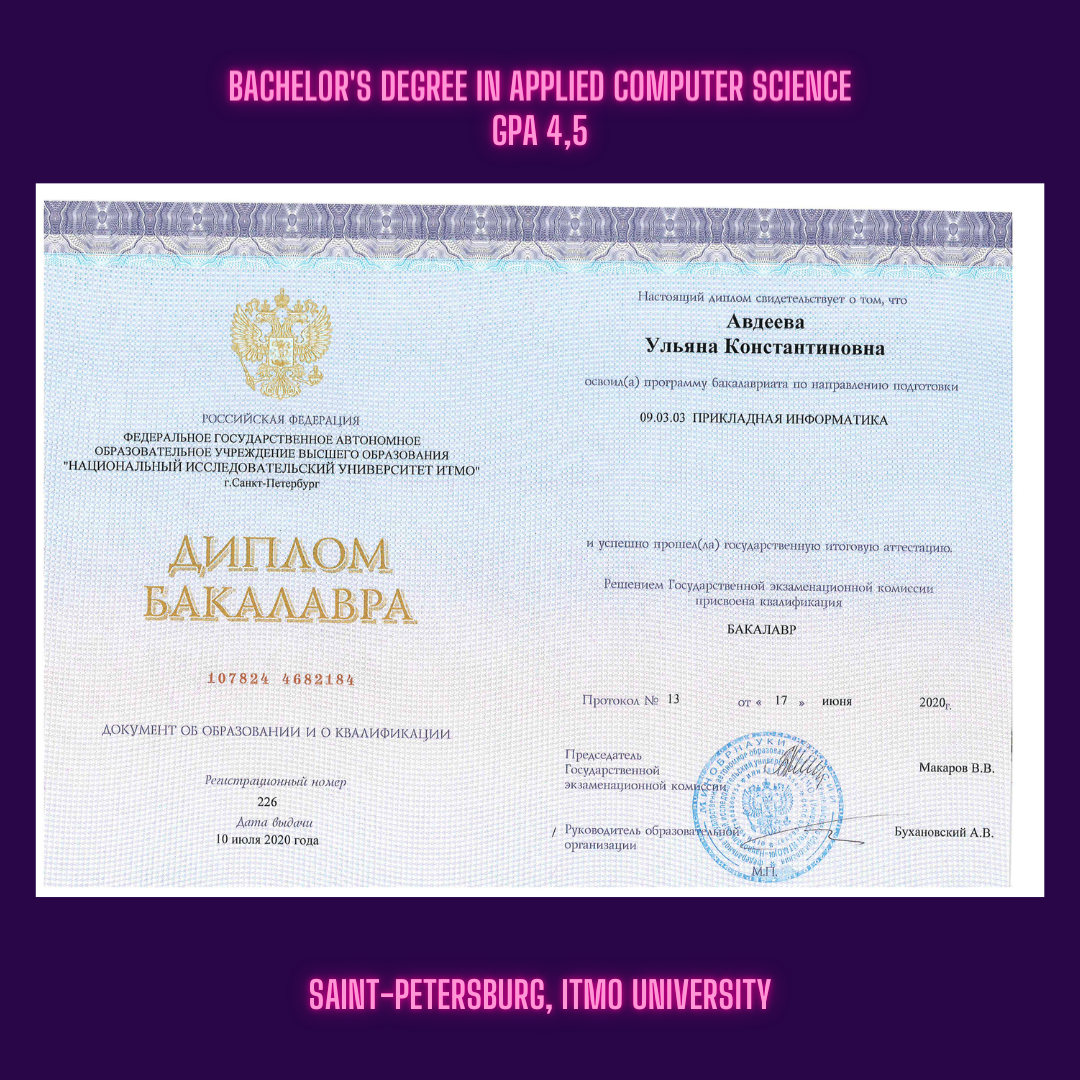 BACHELOR'S DEGREE IN APPLIED COMPUTER SCIENCE
GPA 4,5
РОССИЙСКАЯ ФЕДЕРАЦИЯ
ФЕДЕРАЛЬНОЕ ГОСУДАРСТВЕННОЕ АВТОНОМНОЕ
ОБРАЗОВАТЕЛЬНОЕ УЧРЕЖДЕНИЕ ВЫСШЕГО ОБРАЗОВАНИЯ
"НАЦИОНАЛЬНЫЙ ИССЛЕДОВАТЕЛЬСКИЙ УНИВЕРСИТЕТ ИТМО"
г.Санкт-Петербург
ДИПЛОМ
БАКАЛАВРА
107824 4682184
ДОКУМЕНТ ОБ ОБРАЗОВАНИИ И О КВАЛИФИКАЦИИ
Регистрационный номер
226
Дата выдачи
10 июля 2020 года
Настоящий диплом свидетельствует о том, что
Авдеева
Ульяна Константиновна
освоил(а) программу бакалавриата по направлению подготовки
09.03.03 ПРИКЛАДНАЯ ИНФОРМАТИКА
и успешно прошел(ла) государственную итоговую аттестацию.
Решением Государственной экзаменационной комиссии
присвоена квалификация
БАКАЛАВР
Протокол № 13 от « 17 » июня 2020г.
Председатель
Государственной
экзаменационной комиссии
Макаров В.В.
/ Руководитель образовательной
организации
Бухановский А.В.
М.П.
МИНОБРНАУКИ
SAINT-PETERSBURG, ITMO UNIVERSITY